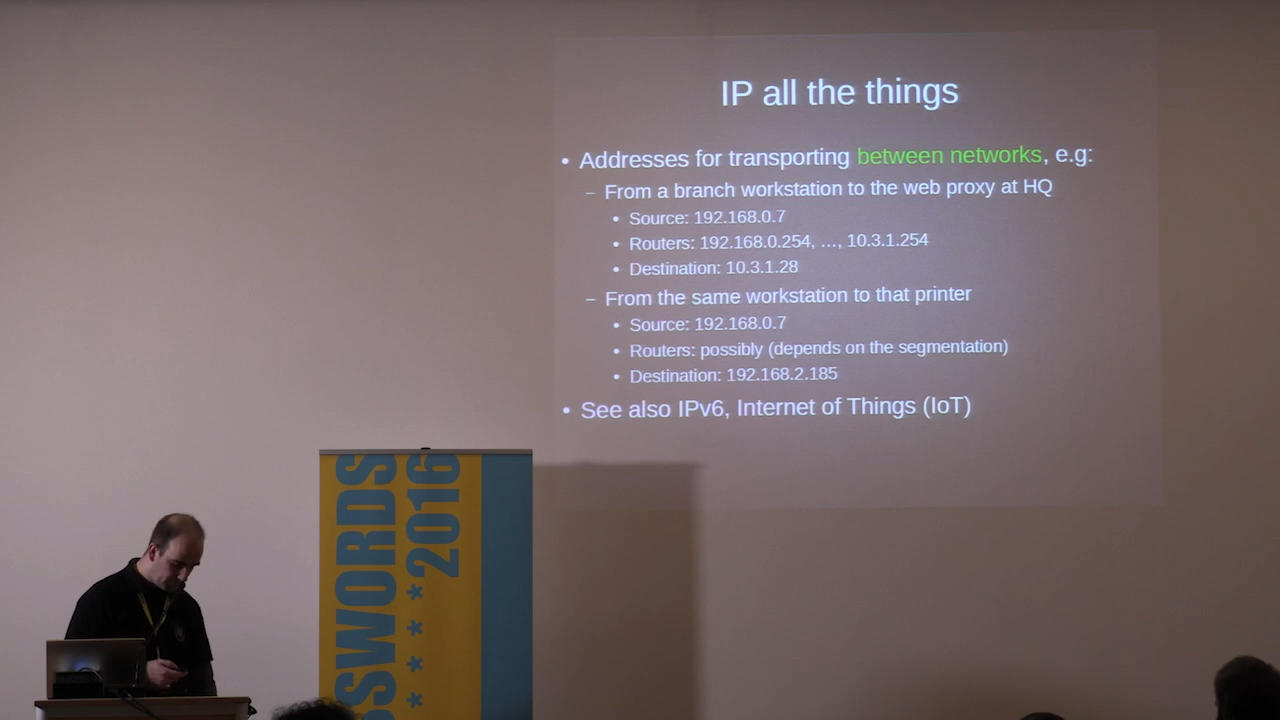 IP all the things
• Addresses for transporting between networks, e.g:
– From a branch workstation to the web proxy at HQ
• Source: 192.168.0.7
• Routers: 192.168.0.254, ..., 10.3.1.254
• Destination: 10.3.1.28
– From the same workstation to that printer
• Source: 192.168.0.7
• Routers: possibly (depends on the segmentation)
• Destination: 192.168.2.185
• See also IPv6, Internet of Things (IoT)
SSWORDS
* * * * 2016